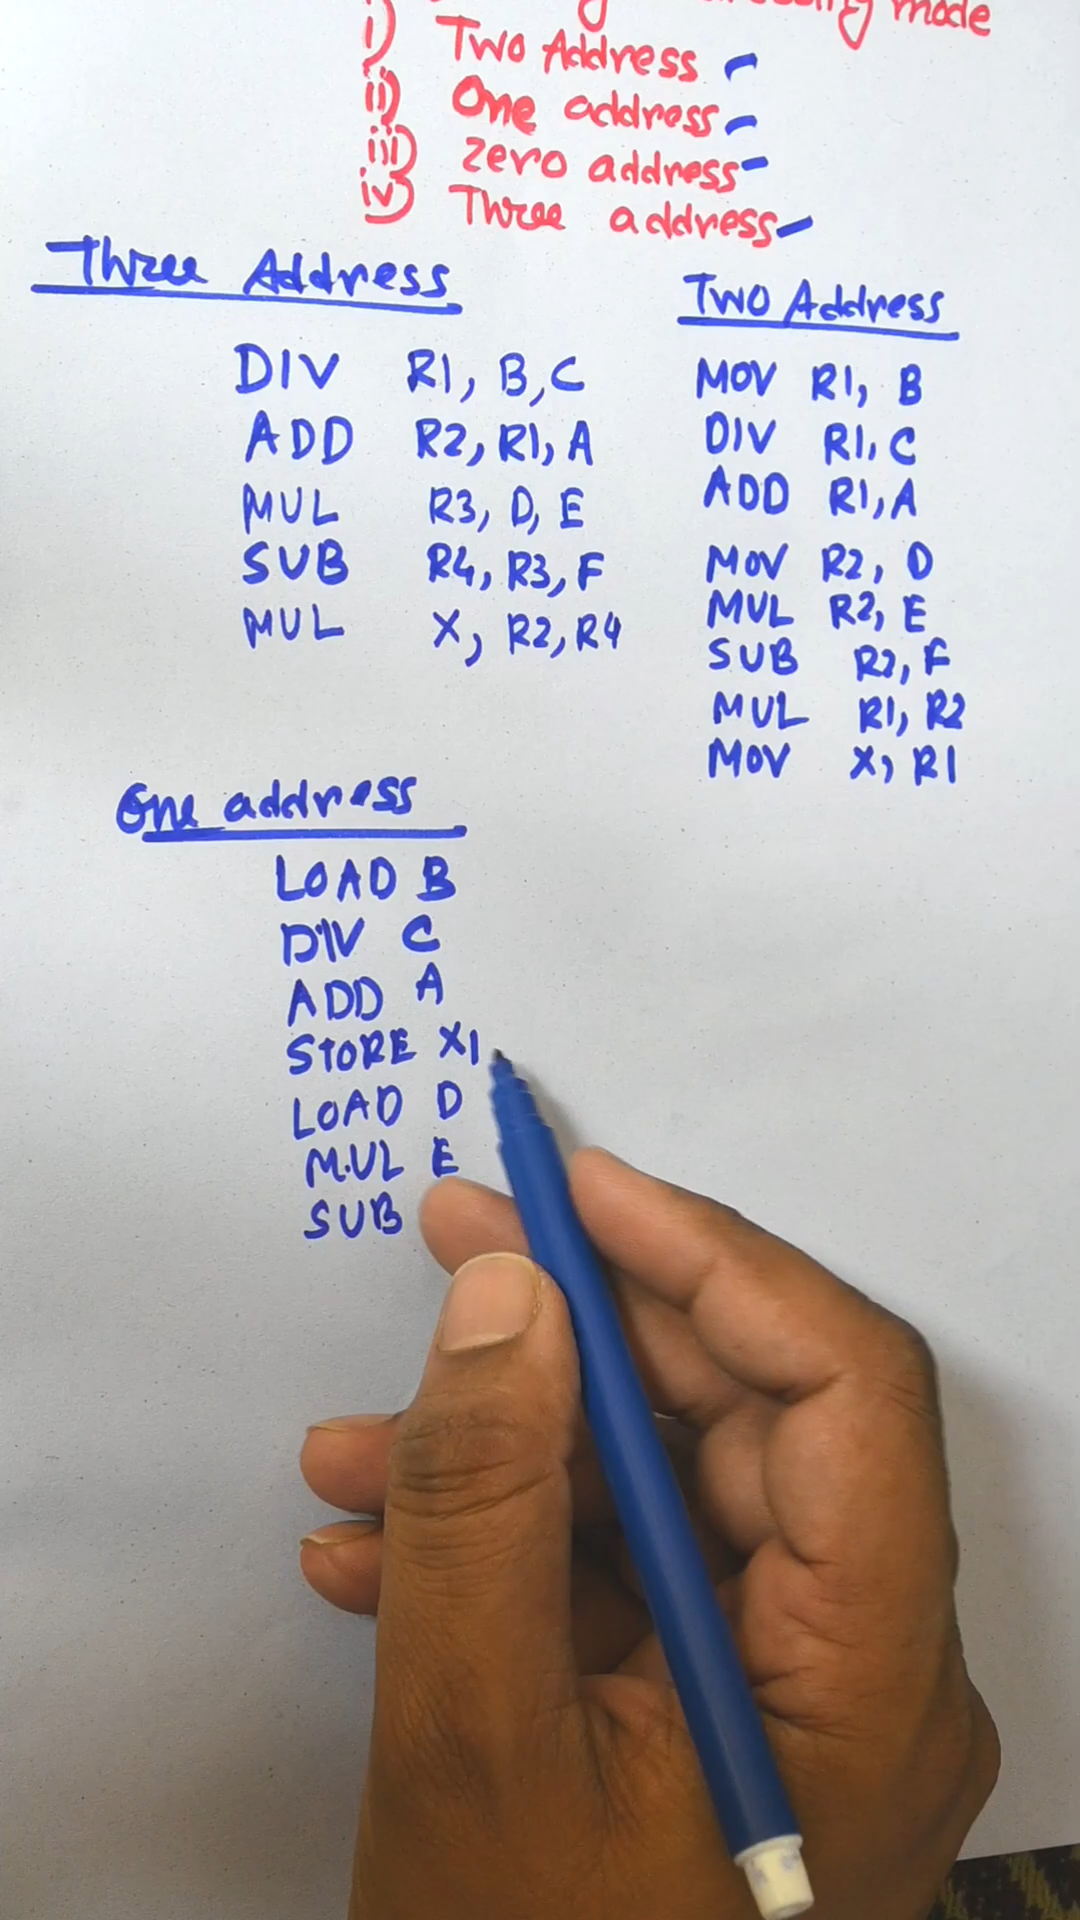 mode
i) Two Address
ii) One address
iii) zero address
iv) Three address
Three Address
DIV R1, B, C
ADD R2, R1, A
MUL R3, D, E
SUB R4, R3, F
MUL X, R2, R4
Two Address
MOV R1, B
DIV R1, C
ADD R1, A
MOV R2, D
MUL R2, E
SUB R2, F
MUL R1, R2
MOV X, R1
One address
LOAD B
DIV C
ADD A
STORE X1
LOAD D
MUL E
SUB